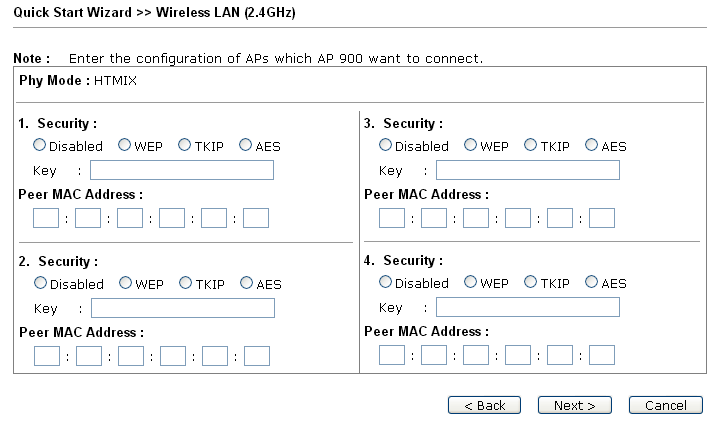 Quick Start Wizard >> Wireless LAN (2.4GHz)
Note : Enter the configuration of APs which AP 900 want to connect.
Phy Mode : HTMIX
1. Security :
Disabled WEP TKIP AES
Key :
Peer MAC Address :
: : : : :
2. Security :
Disabled WEP TKIP AES
Key :
Peer MAC Address :
: : : : :
3. Security :
Disabled WEP TKIP AES
Key :
Peer MAC Address :
: : : : :
4. Security :
Disabled WEP TKIP AES
Key :
Peer MAC Address :
: : : : :
< Back Next > Cancel